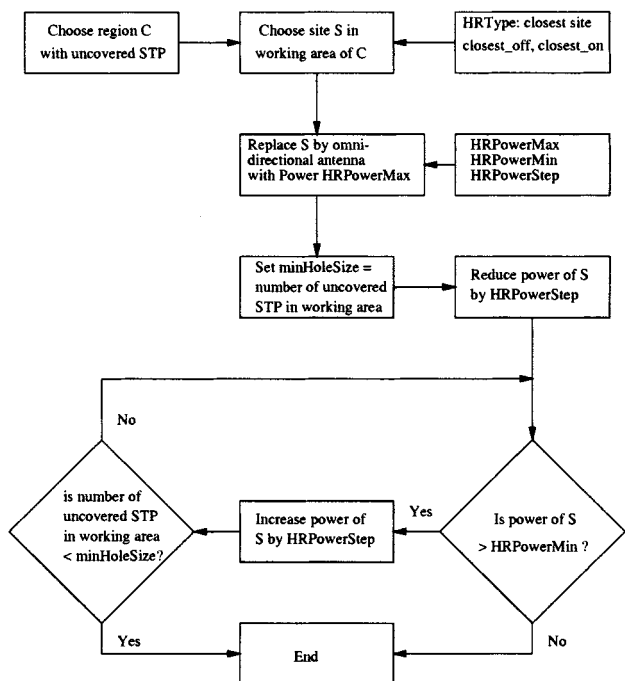 Choose region C
with uncovered STP
Choose site S in
working area of C
HRType: closest site
closest_off, closest_on
Replace S by omni-
directional antenna
with Power HRPowerMax
HRPowerMax
HRPowerMin
HRPowerStep
Set minHoleSize =
number of uncovered
STP in working area
Reduce power of S
by HRPowerStep
No
is number of
uncovered STP
in working area
< minHoleSize?
Increase power of
S by HRPowerStep
Yes
Is power of S
> HRPowerMin ?
Yes
End
No